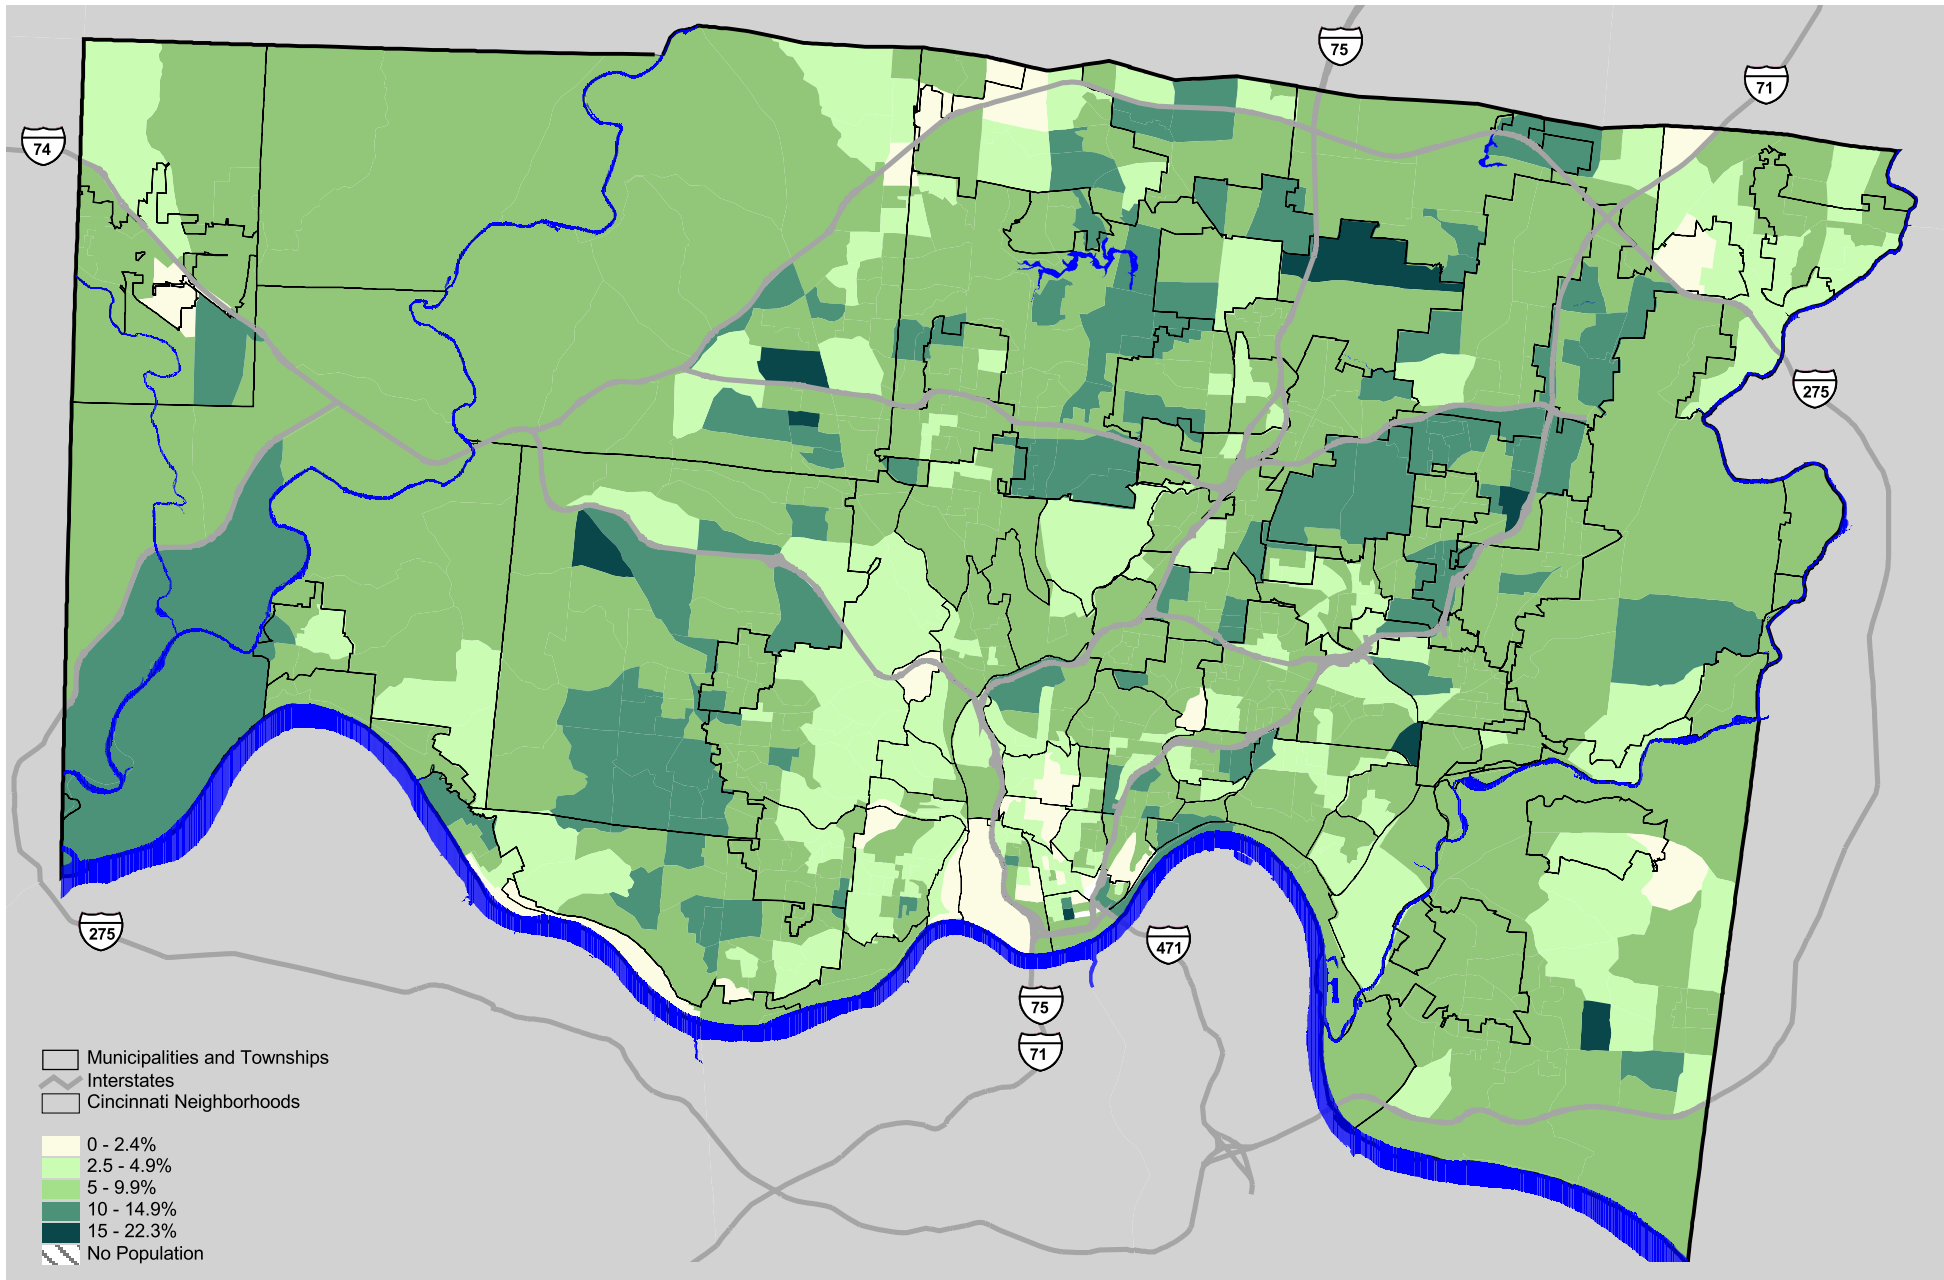 75
71
74
275
275
471
75
71
Municipalities and Townships
Interstates
Cincinnati Neighborhoods
0 - 2.4%
2.5 - 4.9%
5 - 9.9%
10 - 14.9%
15 - 22.3%
No Population